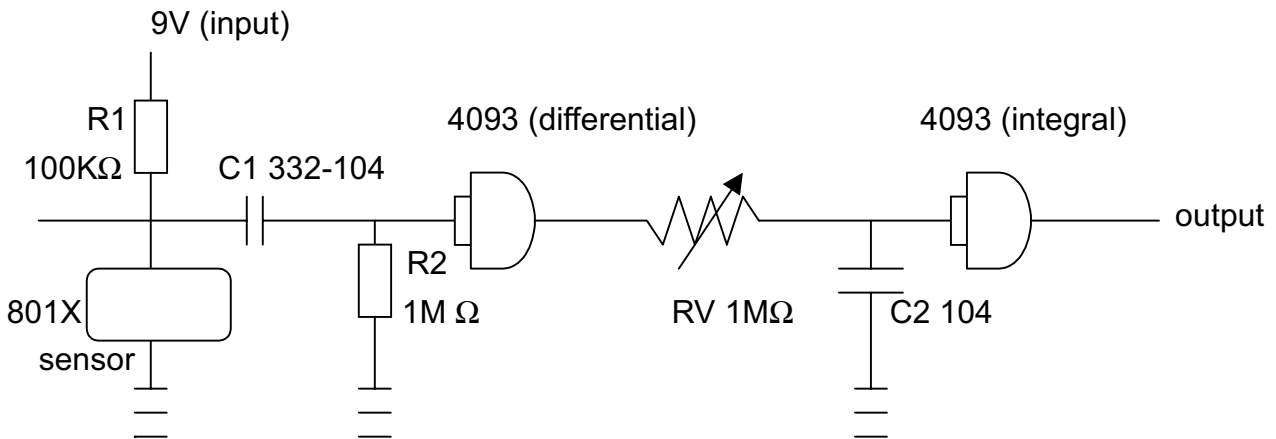 9V (input)
R1
100KΩ
C1 332-104
4093 (differential)
4093 (integral)
output
R2
1M Ω
RV 1MΩ
C2 104
801X
sensor